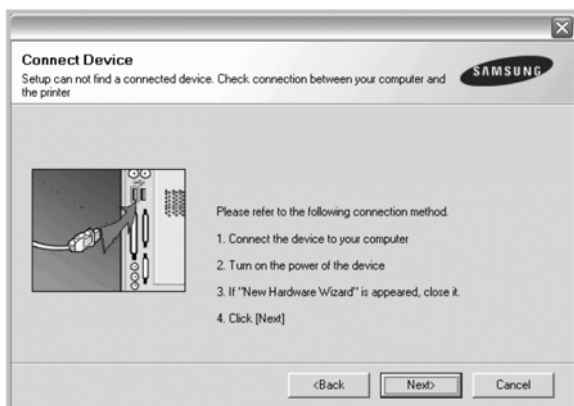 Connect Device
Setup can not find a connected device. Check connection between your computer and
the printer
SAMSUNG
Please refer to the following connection method.
1. Connect the device to your computer
2. Turn on the power of the device
3. If "New Hardware Wizard" is appeared, close it.
4. Click [Next]
<Back
Next>
Cancel